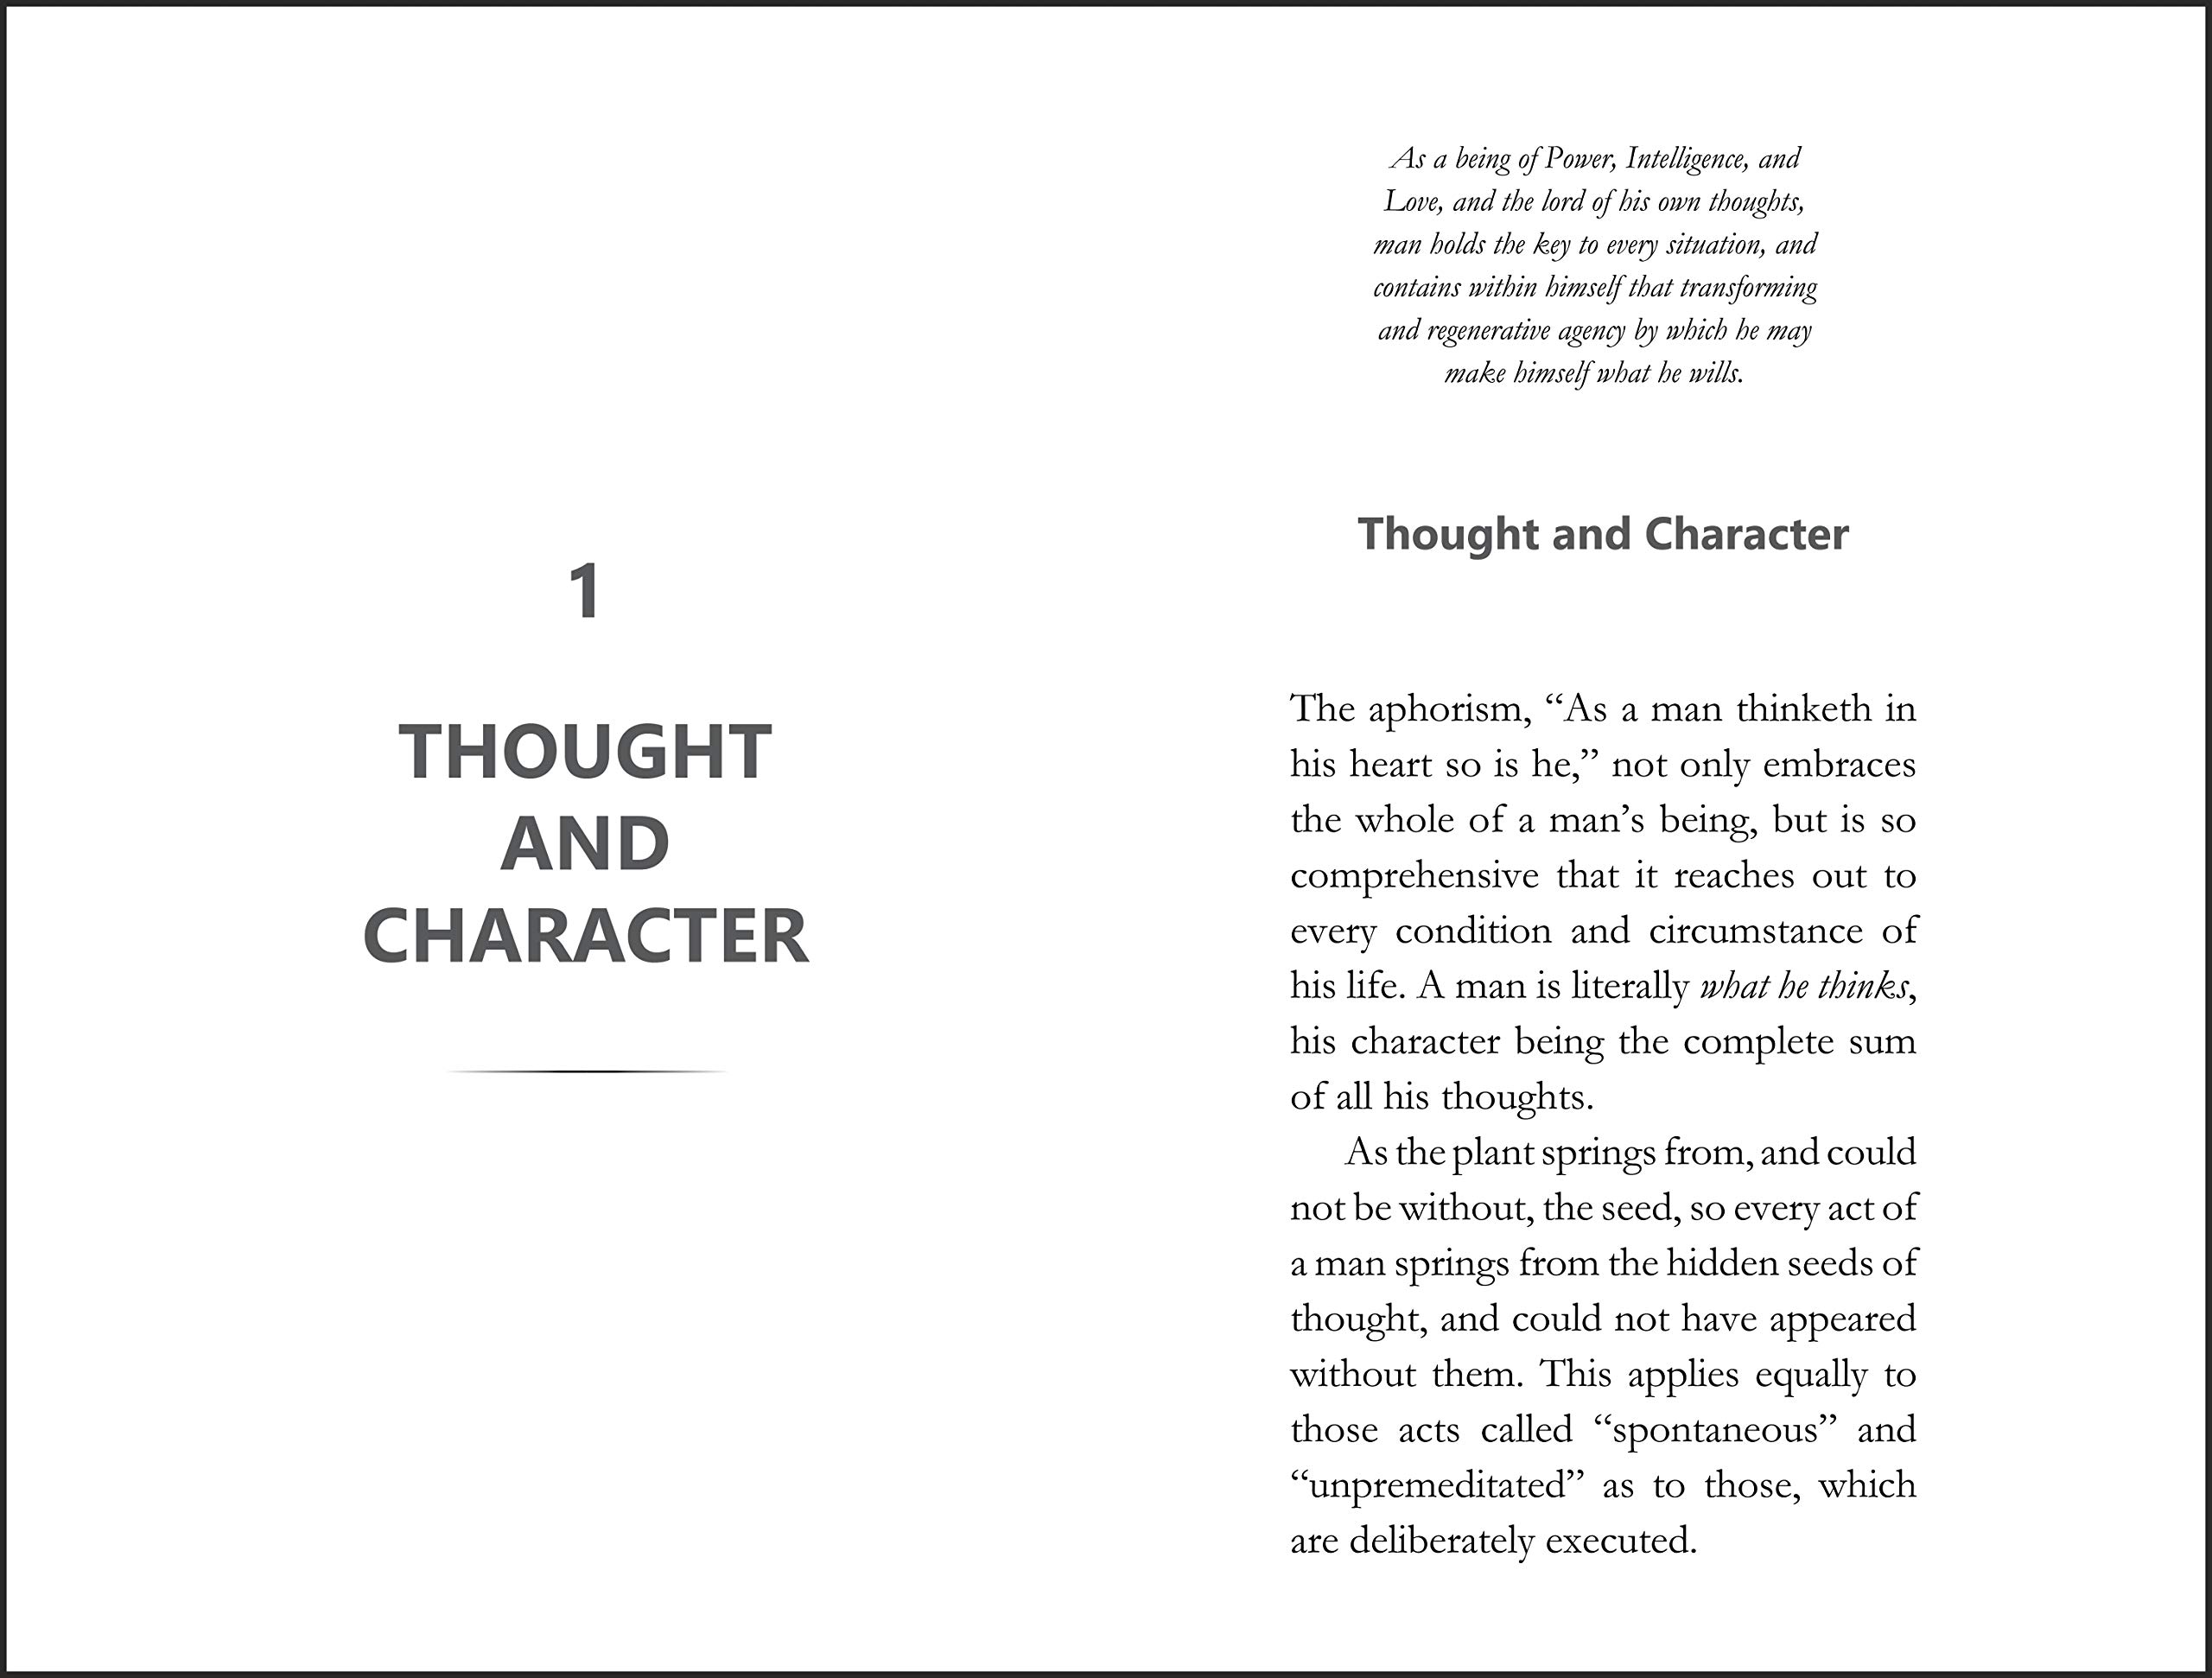 1
THOUGHT
AND
CHARACTER
As a being of Power, Intelligence, and
Love, and the lord of his own thoughts,
man holds the key to every situation, and
contains within himself that transforming
and regenerative agency by which he may
make himself what he wills.
Thought and Character
The aphorism, “As a man thinketh in
his heart so is he,” not only embraces
the whole of a man’s being, but is so
comprehensive that it reaches out to
every condition and circumstance of
his life. A man is literally what he thinks,
his character being the complete sum
of all his thoughts.
As the plant springs from, and could
not be without, the seed, so every act of
a man springs from the hidden seeds of
thought, and could not have appeared
without them. This applies equally to
those acts called “spontaneous” and
“unpremeditated” as to those, which
are deliberately executed.